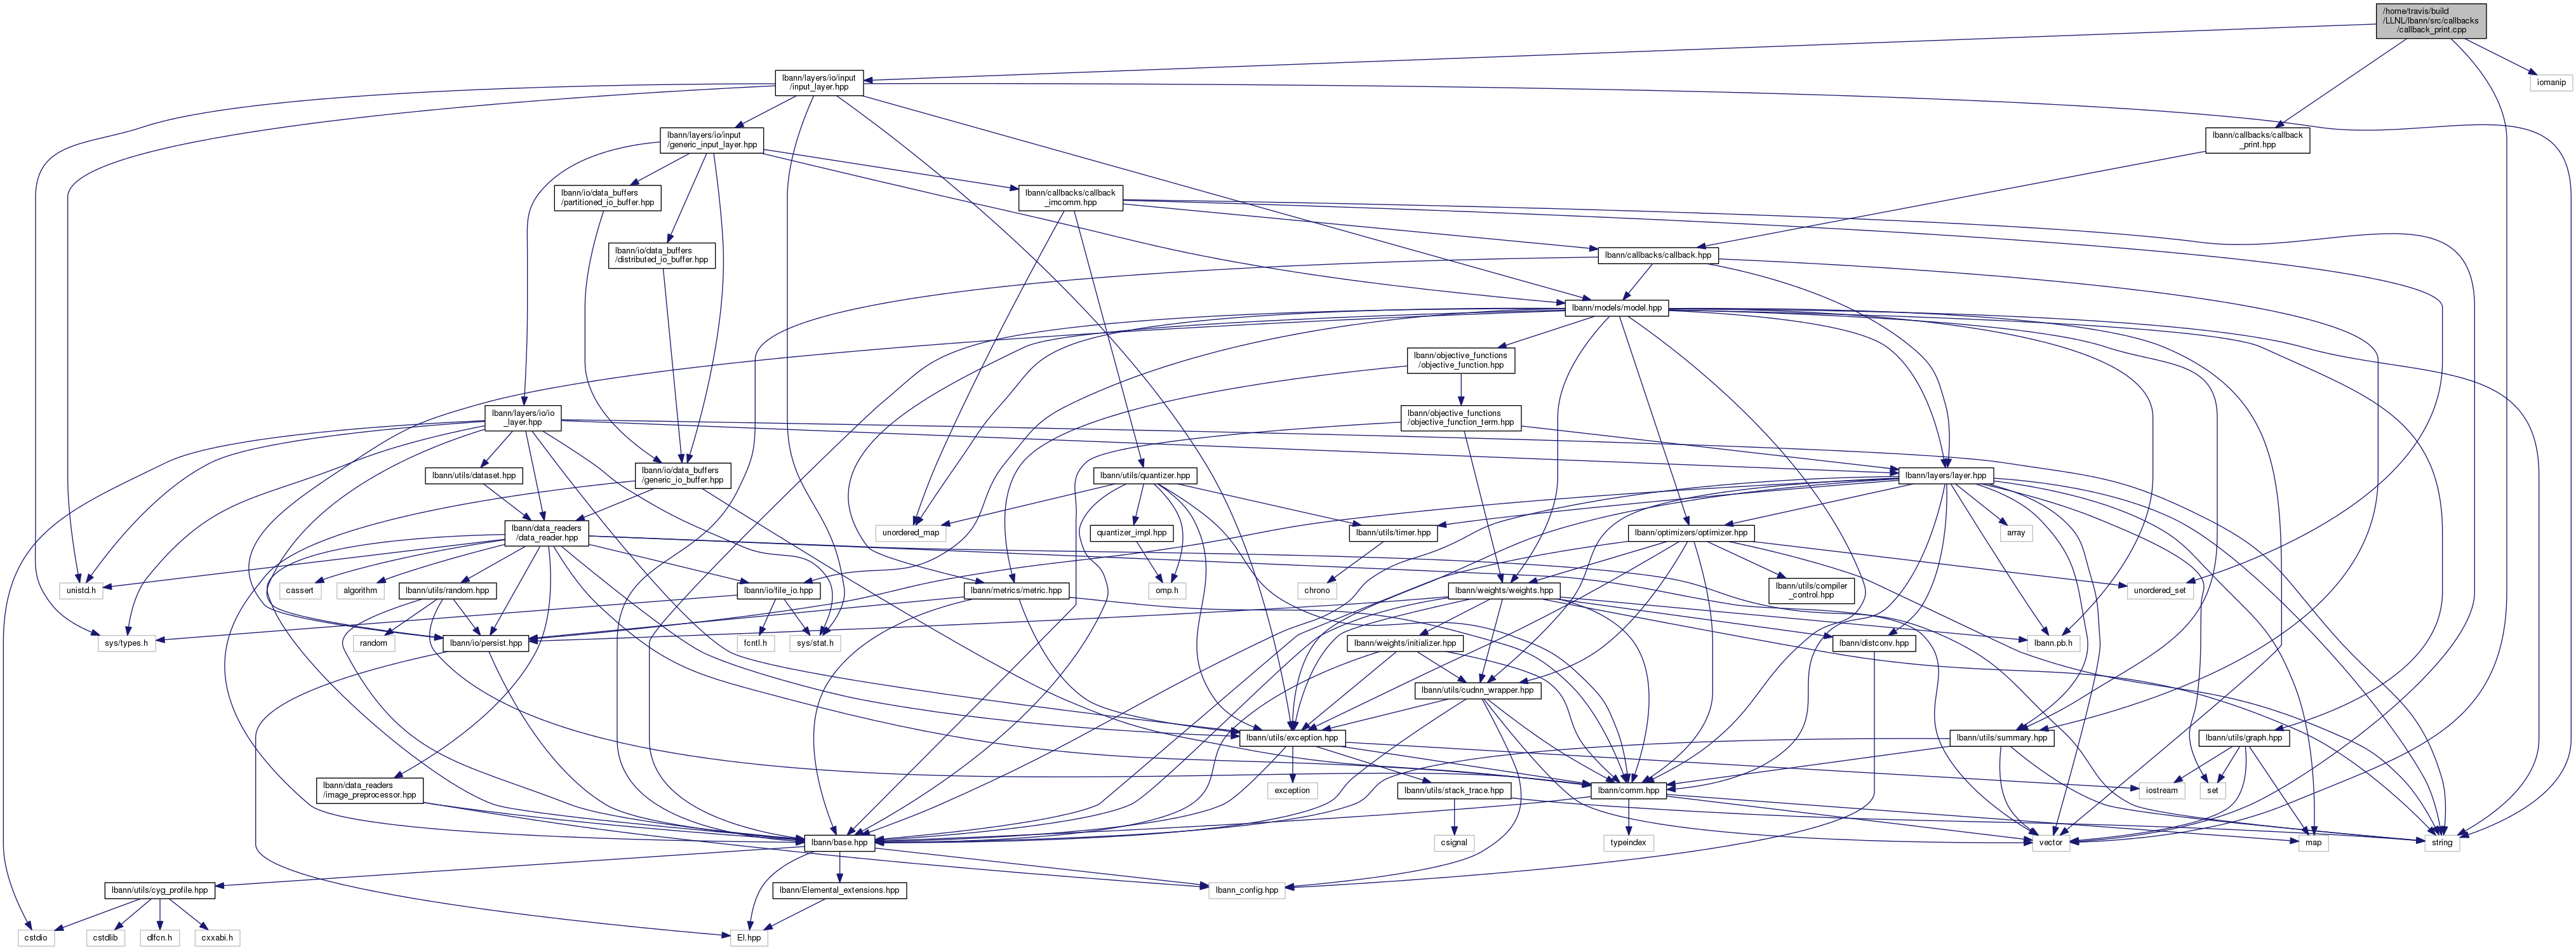 /home/travis/build
/LLNL/lbann/src/callbacks
/callback_print.cpp
lbann/layers/io/input
/input_layer.hpp
iomanip
lbann/layers/io/input
/generic_input_layer.hpp
lbann/callbacks/callback
_print.hpp
lbann/io/data_buffers
/partitioned_io_buffer.hpp
lbann/callbacks/callback
_imcomm.hpp
lbann/io/data_buffers
/distributed_io_buffer.hpp
lbann/callbacks/callback.hpp
lbann/models/model.hpp
lbann/objective_functions
/objective_function.hpp
lbann/layers/io/io
_layer.hpp
lbann/objective_functions
/objective_function_term.hpp
lbann/utils/dataset.hpp
lbann/io/data_buffers
/generic_io_buffer.hpp
lbann/utils/quantizer.hpp
lbann/layers/layer.hpp
lbann/data_readers
/data_reader.hpp
unordered_map
quantizer_impl.hpp
lbann/utils/timer.hpp
lbann/optimizers/optimizer.hpp
array
unistd.h
cassert
algorithm
lbann/utils/random.hpp
lbann/io/file_io.hpp
lbann/metrics/metric.hpp
omp.h
chrono
lbann/weights/weights.hpp
lbann/utils/compiler
_control.hpp
unordered_set
sys/types.h
random
lbann/io/persist.hpp
fcntl.h
sys/stat.h
lbann/weights/initializer.hpp
lbann/distconv.hpp
lbann.pb.h
lbann/utils/cudnn_wrapper.hpp
lbann/utils/exception.hpp
lbann/utils/summary.hpp
lbann/utils/graph.hpp
lbann/data_readers
/image_preprocessor.hpp
exception
lbann/utils/stack_trace.hpp
lbann/comm.hpp
iostream
set
lbann/base.hpp
csignal
typeindex
vector
map
string
lbann/utils/cyg_profile.hpp
lbann/Elemental_extensions.hpp
lbann_config.hpp
cstdio
cstdlib
dlfcn.h
cxxabi.h
El.hpp